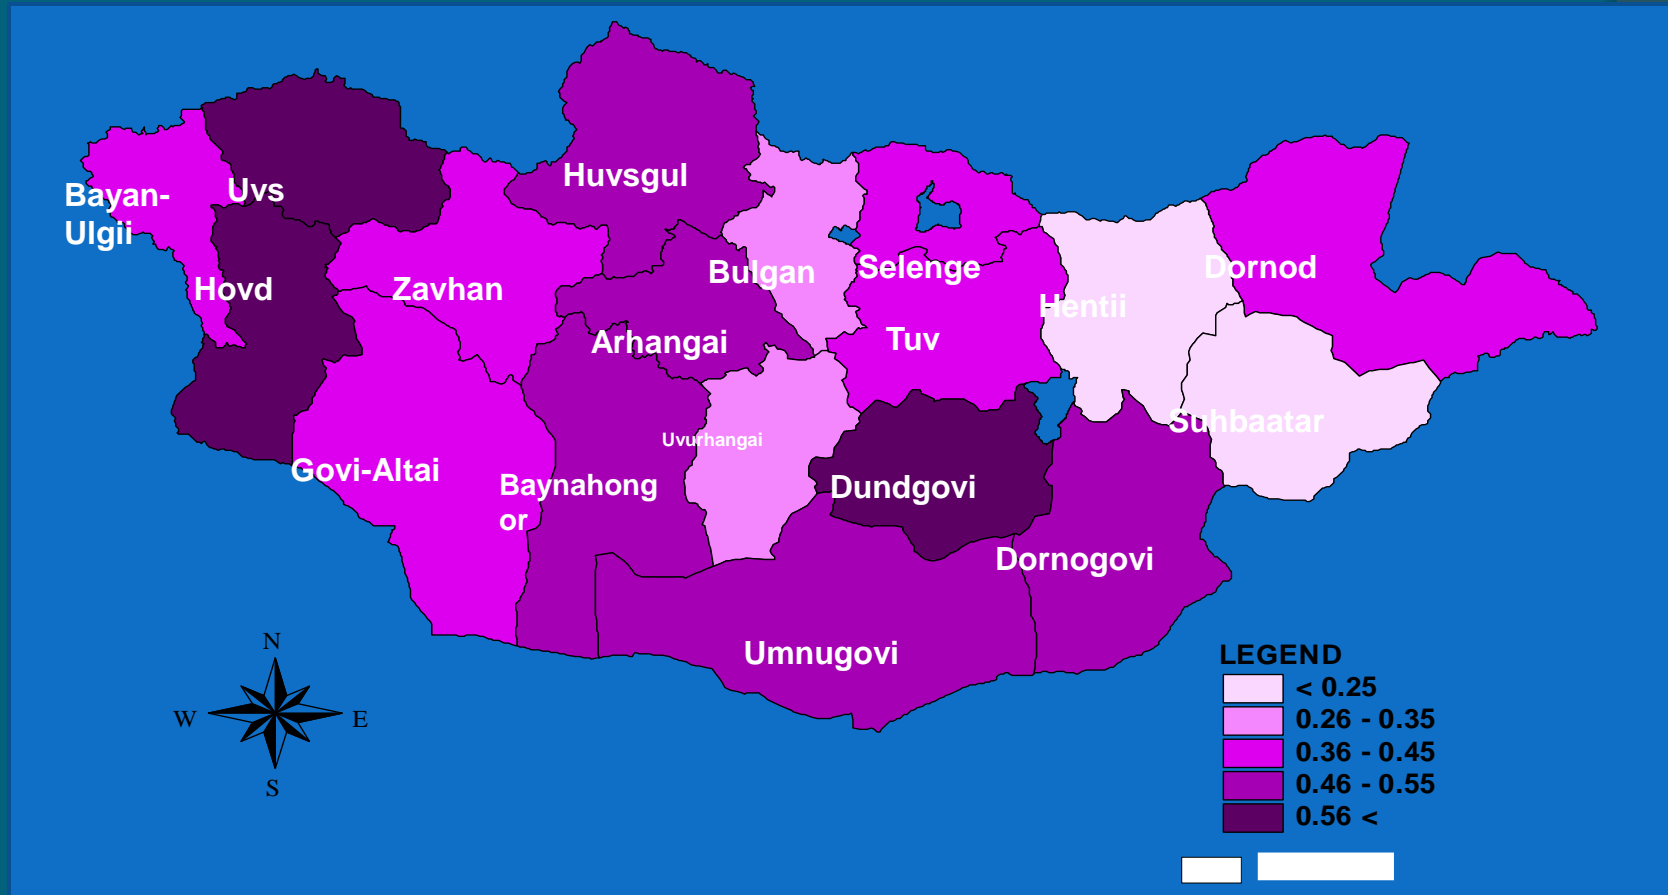 Huvsgul
Bayan-
Ulgii
Uvs
Hovd
Zavhan
Bulgan
Selenge
Dornod
Hentii
Arhangai
Tuv
Suhbaatar
Uvurhangai
Govi-Altai
Baynahong
or
Dundgovi
Dornogovi
Umnugovi
N
W
E
S
LEGEND
< 0.25
0.26 - 0.35
0.36 - 0.45
0.46 - 0.55
0.56 <